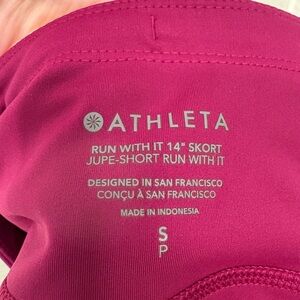 ATHLETA
RUN WITH IT 14" SKORT
JUPE-SHORT RUN WITH IT
DESIGNED IN SAN FRANCISCO
CONÇU À SAN FRANCISCO
MADE IN INDONESIA
S
P